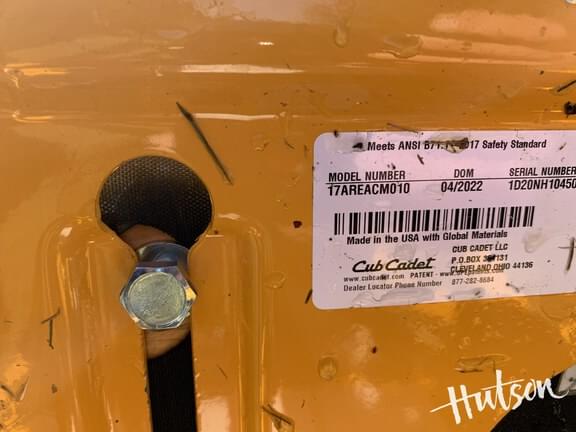 Meets ANSI B71. 2017 Safety Standard
MODEL NUMBER DOM SERIAL NUMBER
17AREACM010 04/2022 1D20NH10450
Made in the USA with Global Materials
Cub Cadet
CUB CADET LLC
P.O.BOX 131
CLEVELAND OHIO 44136
www.cubcadet.com PATENT -
Dealer Locator Phone Number 877-282-8684
Hutson